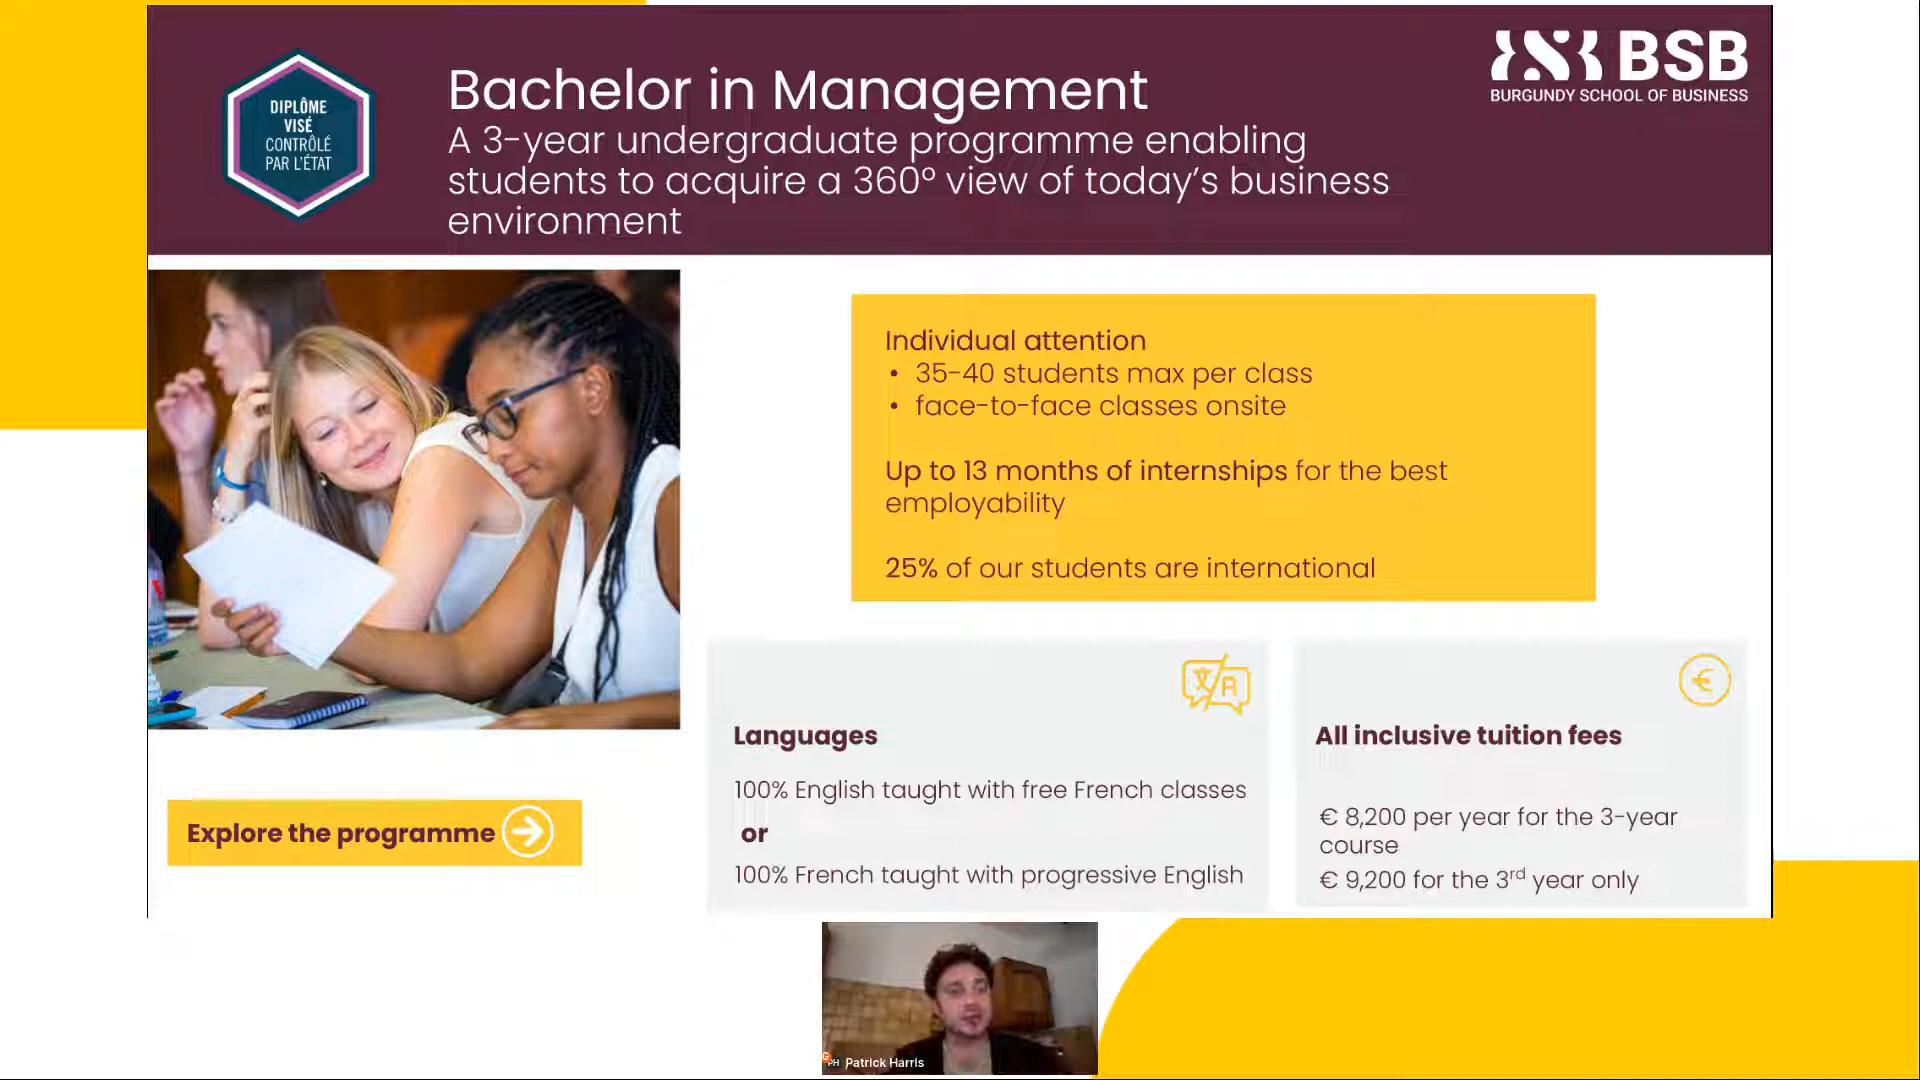 DIPLÔME
VISÉ
CONTRÔLÉ
PAR L'ÉTAT
Bachelor in Management
A 3-year undergraduate programme enabling
students to acquire a 360° view of today's business
environment
BSB
BURGUNDY SCHOOL OF BUSINESS
Individual attention
• 35-40 students max per class
• face-to-face classes onsite
Up to 13 months of internships for the best
employability
25% of our students are international
Explore the programme
Languages
100% English taught with free French classes
or
100% French taught with progressive English
All inclusive tuition fees
€ 8,200 per year for the 3-year
course
€ 9,200 for the 3rd year only
PH Patrick Harris